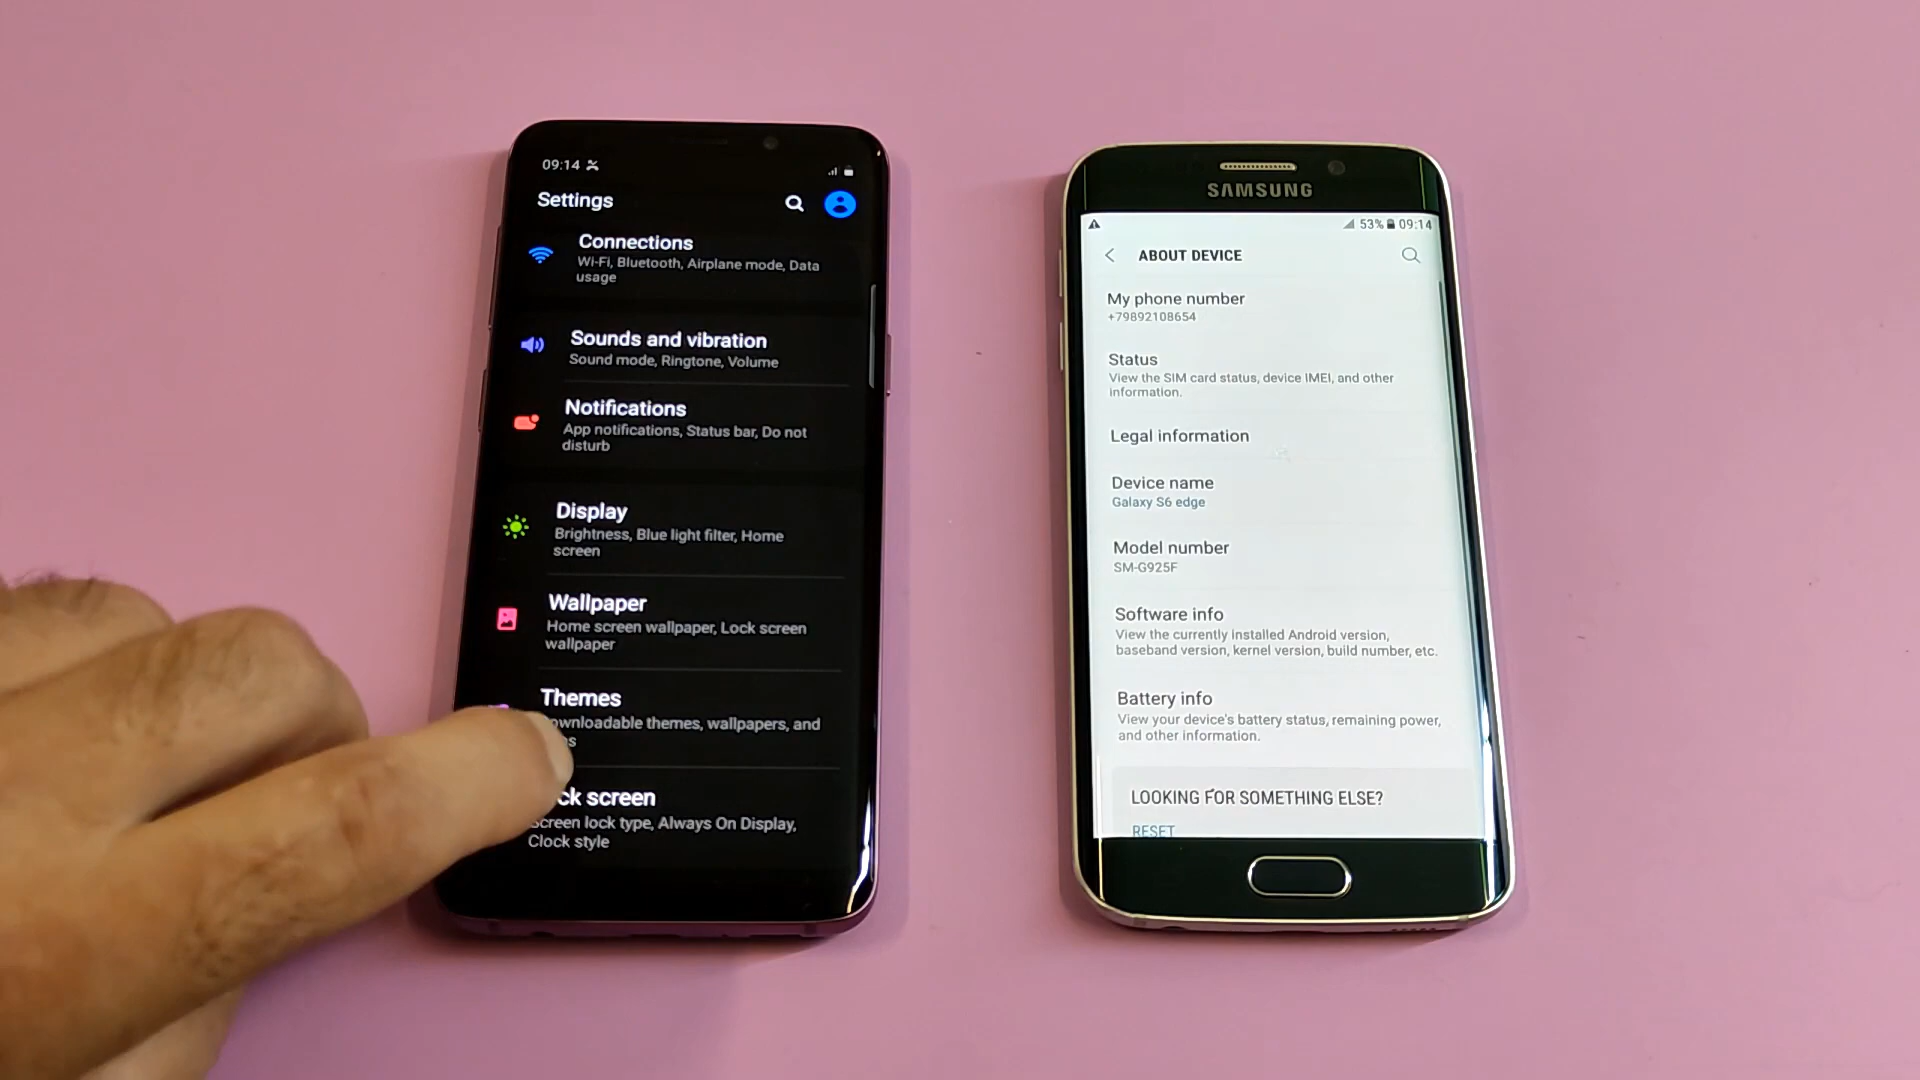 09:14
Settings
Connections
Wi-Fi, Bluetooth, Airplane mode, Data
usage
Sounds and vibration
Sound mode, Ringtone, Volume
Notifications
App notifications, Status bar, Do not
disturb
Display
Brightness, Blue light filter, Home
screen
Wallpaper
Home screen wallpaper, Lock screen
wallpaper
Themes
ownloadable themes, wallpapers, and
s
ck screen
Screen lock type, Always On Display,
Clock style
SAMSUNG
53% 09:14
ABOUT DEVICE
My phone number
+79892108654
Status
View the SIM card status, device IMEI, and other
information.
Legal information
Device name
Galaxy S6 edge
Model number
SM-G925F
Software info
View the currently installed Android version,
baseband version, kernel version, build number, etc.
Battery info
View your device's battery status, remaining power,
and other information.
LOOKING FOR SOMETHING ELSE?
RESET